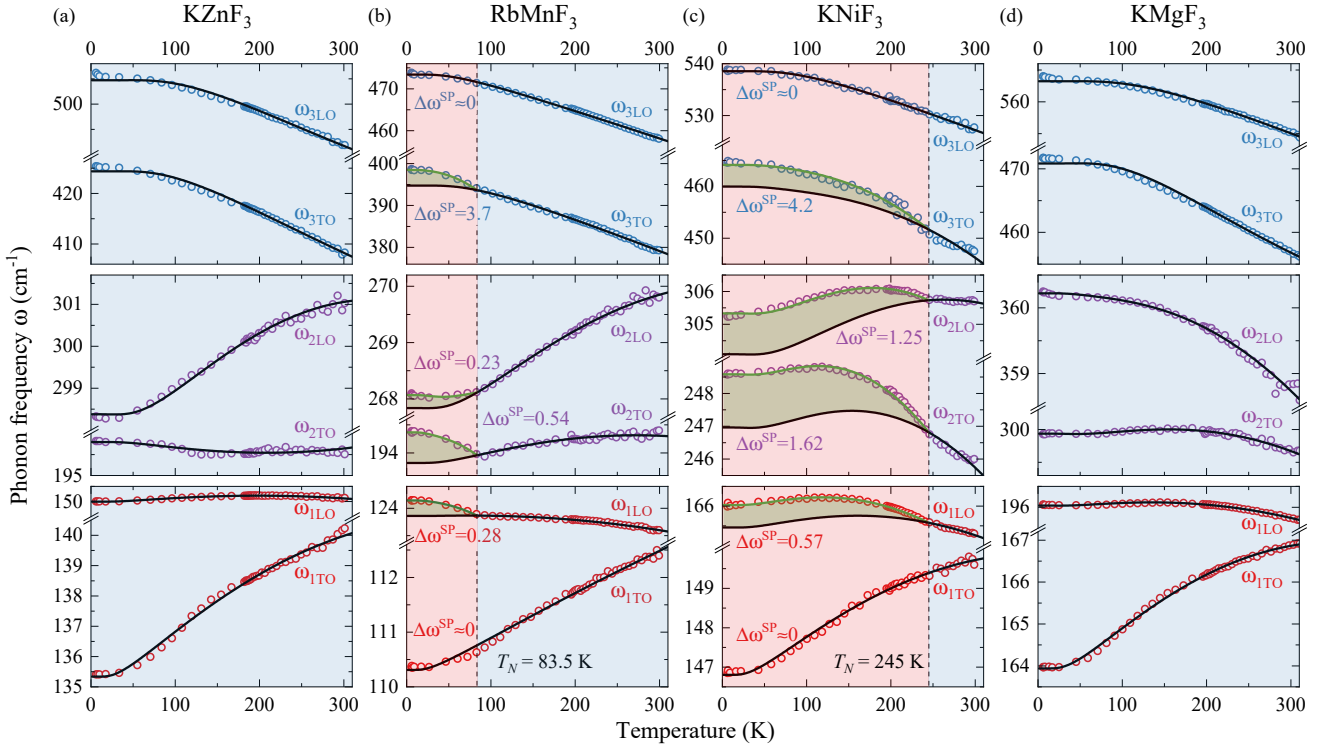 (a) KZnF₃ (b) RbMnF₃ (c) KNiF₃ (d) KMgF₃
0 100 200 300 0 100 200 300 0 100 200 300 0 100 200 300
Phonon frequency ω (cm⁻¹)
500
420
410
ω₃LO
ω₃TO
301
300
299
195
ω₂LO
ω₂TO
150
140
139
138
137
136
135
ω₁LO
ω₁TO
470
460
400
390
380
Δω^SP≈0
ω₃LO
Δω^SP=3.7
ω₃TO
270
269
268
194
Δω^SP=0.23
ω₂LO
Δω^SP=0.54
ω₂TO
124
112
111
110
ω₁LO
Δω^SP=0.28
ω₁TO
Δω^SP≈0
T_N = 83.5 K
540
530
460
450
Δω^SP≈0
ω₃LO
Δω^SP=4.2
ω₃TO
306
305
248
247
246
ω₂LO
Δω^SP=1.25
ω₂TO
Δω^SP=1.62
166
149
148
147
ω₁LO
Δω^SP=0.57
ω₁TO
Δω^SP≈0
T_N = 245 K
560
470
460
ω₃LO
ω₃TO
362
360
359
300
ω₂LO
ω₂TO
196
167
166
165
164
ω₁LO
ω₁TO
0 100 200 300 0 100 200 300 0 100 200 300 0 100 200 300
Temperature (K)